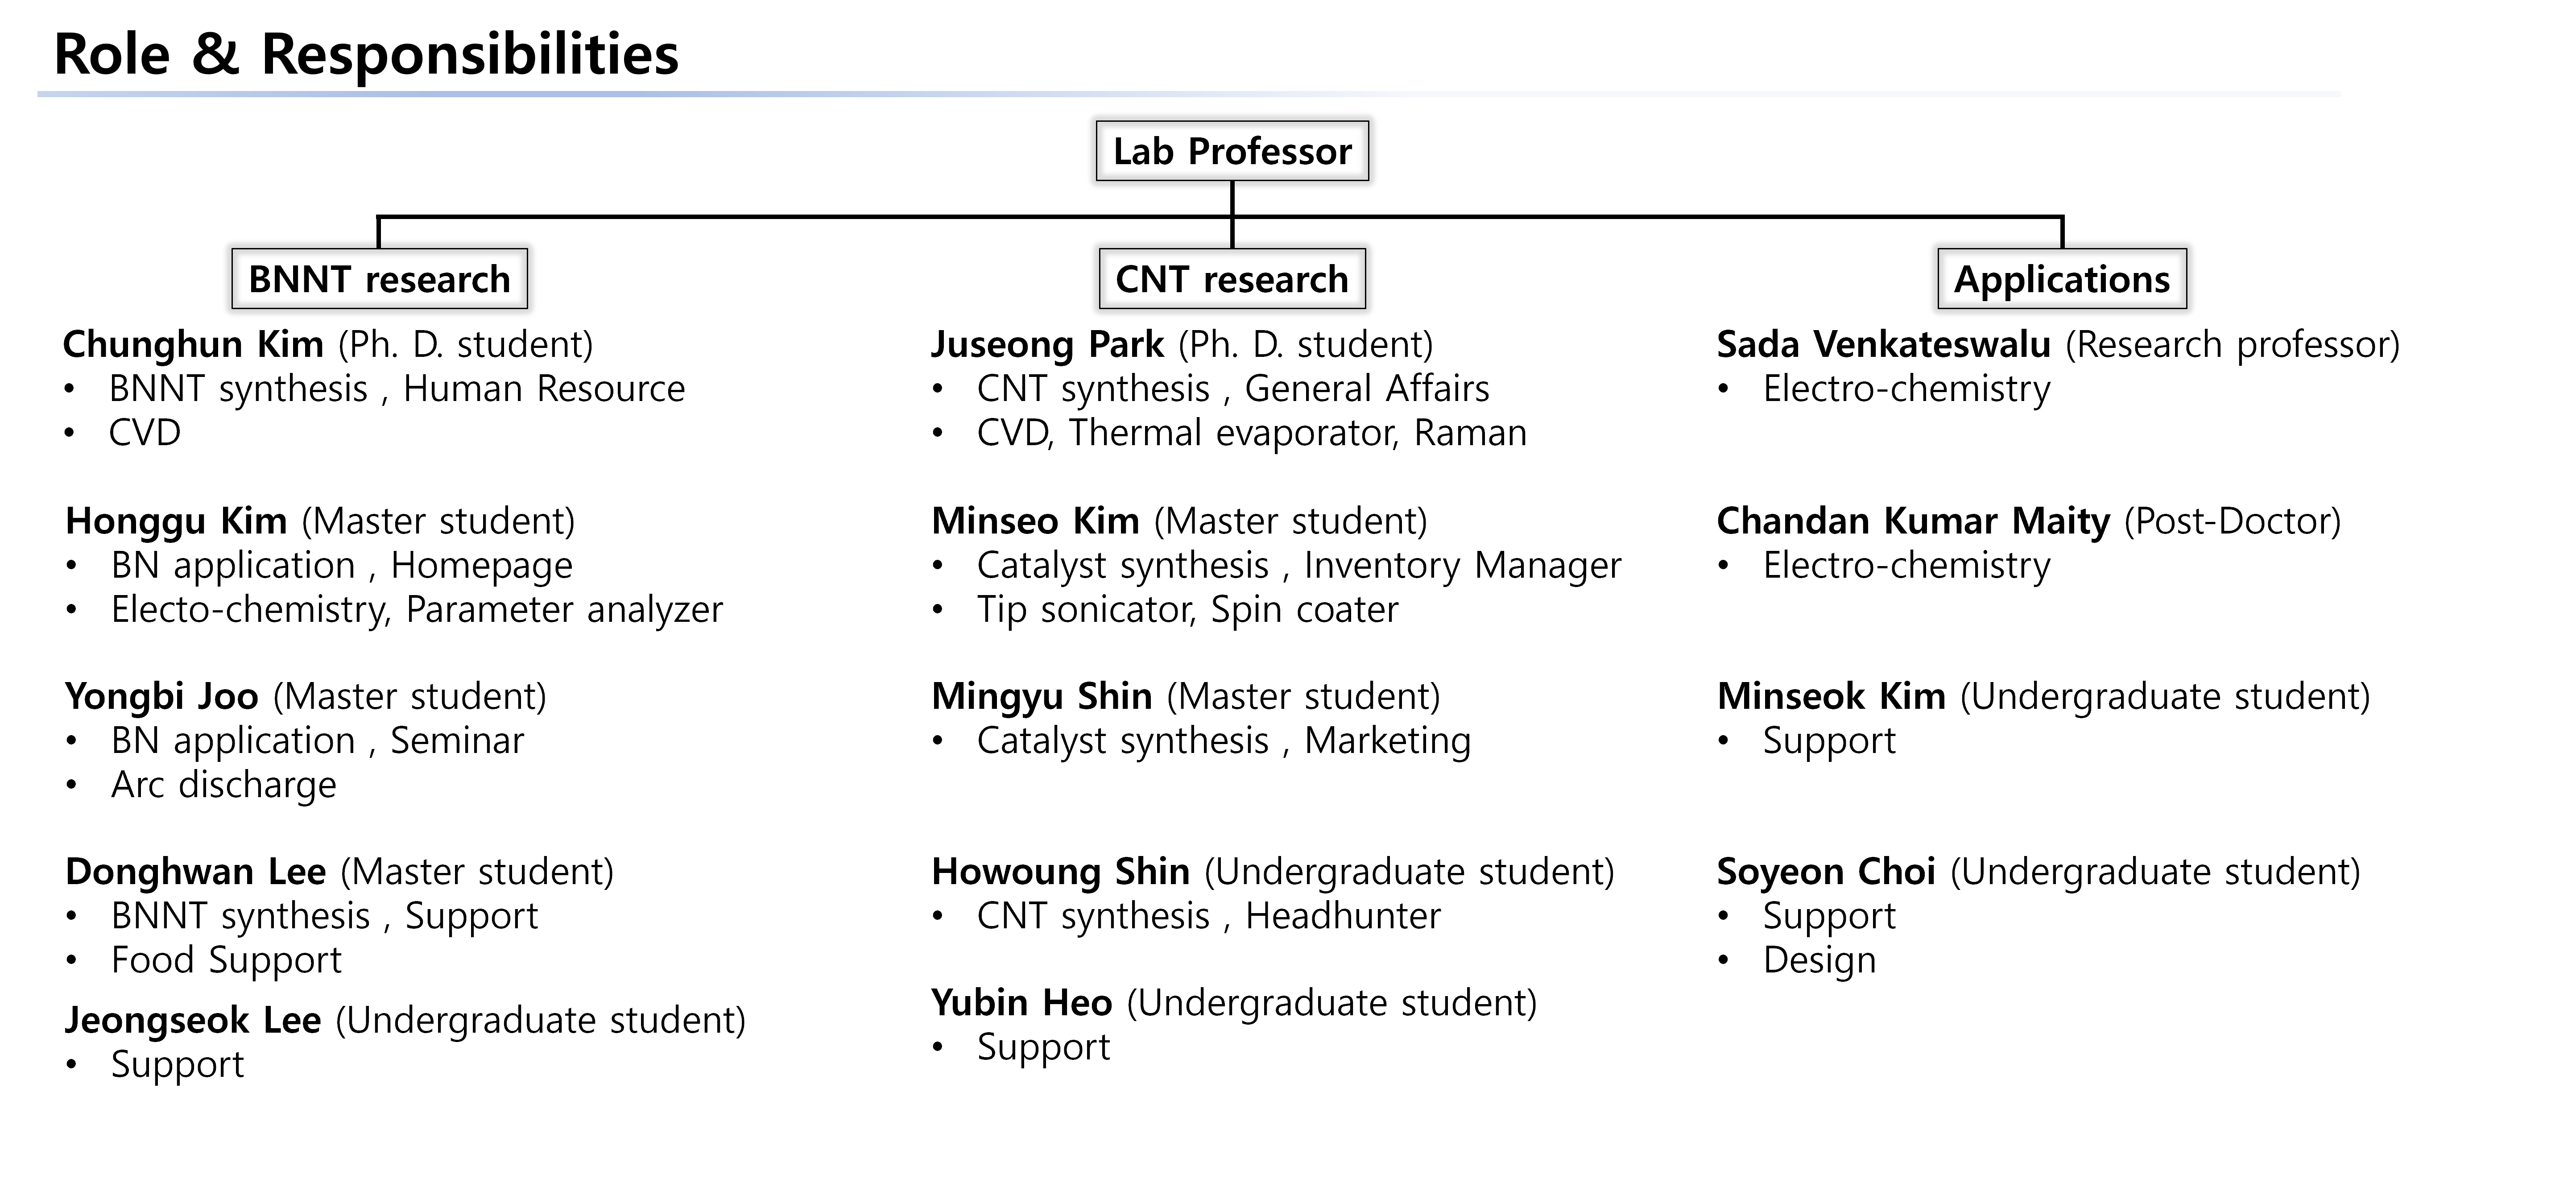 Role & Responsibilities
Lab Professor
BNNT research
Chunghun Kim (Ph. D. student)
• BNNT synthesis , Human Resource
• CVD
Honggu Kim (Master student)
• BN application , Homepage
• Electo-chemistry, Parameter analyzer
Yongbi Joo (Master student)
• BN application , Seminar
• Arc discharge
Donghwan Lee (Master student)
• BNNT synthesis , Support
• Food Support
Jeongseok Lee (Undergraduate student)
• Support
CNT research
Juseong Park (Ph. D. student)
• CNT synthesis , General Affairs
• CVD, Thermal evaporator, Raman
Minseo Kim (Master student)
• Catalyst synthesis , Inventory Manager
• Tip sonicator, Spin coater
Mingyu Shin (Master student)
• Catalyst synthesis , Marketing
Howoung Shin (Undergraduate student)
• CNT synthesis , Headhunter
Yubin Heo (Undergraduate student)
• Support
Applications
Sada Venkateswalu (Research professor)
• Electro-chemistry
Chandan Kumar Maity (Post-Doctor)
• Electro-chemistry
Minseok Kim (Undergraduate student)
• Support
Soyeon Choi (Undergraduate student)
• Support
• Design